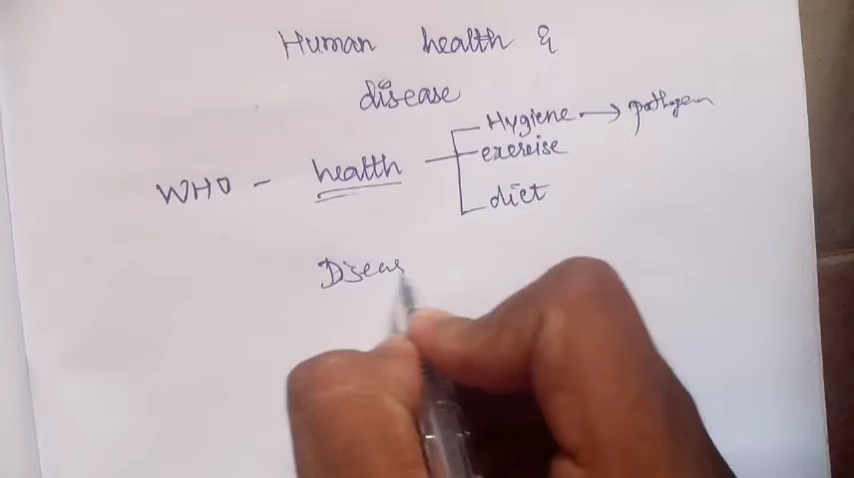 Human health &
disease
Hygiene → pathogen
exercise
WHO - health
diet
Diseas